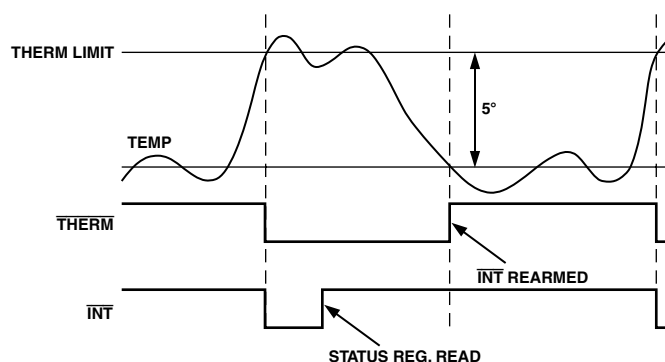 THERM LIMIT
5°
TEMP
THERM
INT REARMED
INT
STATUS REG. READ